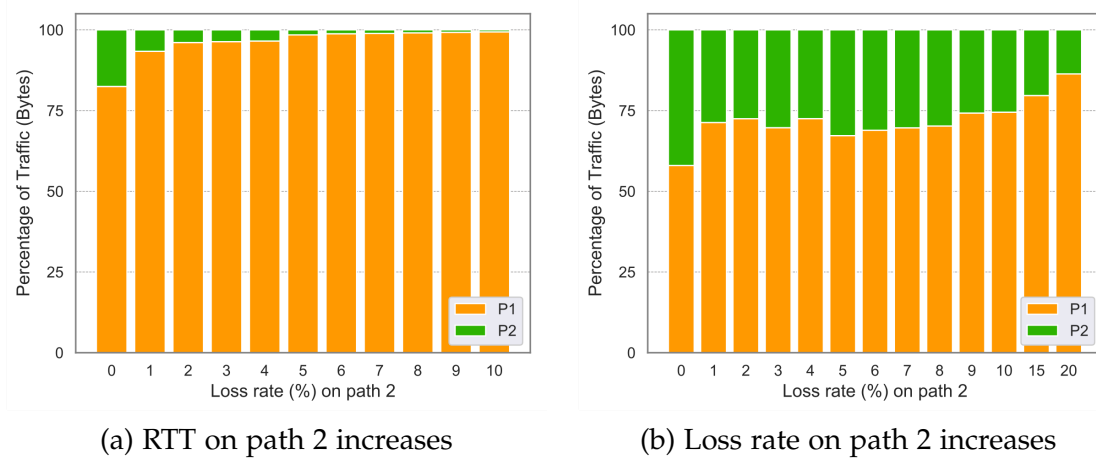 100
75
50
25
0
Percentage of Traffic (Bytes)
P1
P2
0 1 2 3 4 5 6 7 8 9 10
Loss rate (%) on path 2
(a) RTT on path 2 increases
100
75
50
25
0
Percentage of Traffic (Bytes)
P1
P2
0 1 2 3 4 5 6 7 8 9 10 15 20
Loss rate (%) on path 2
(b) Loss rate on path 2 increases